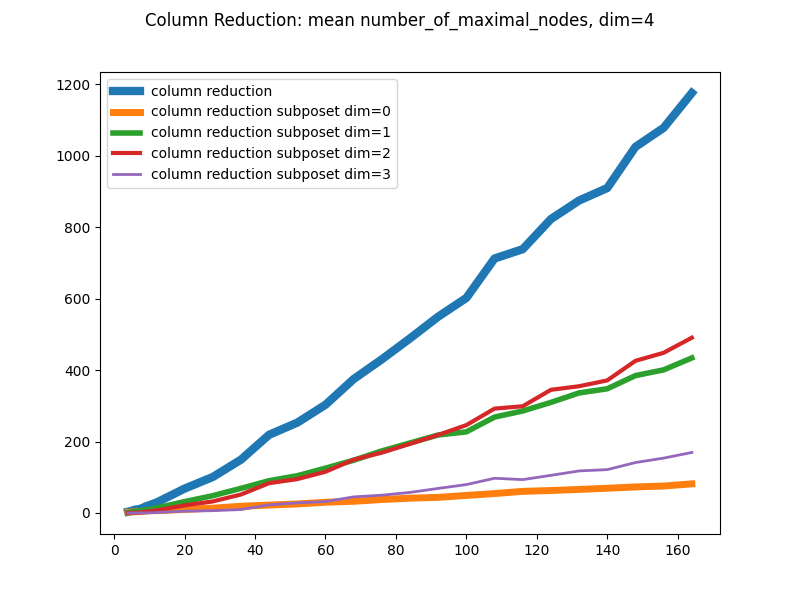 Column Reduction: mean number_of_maximal_nodes, dim=4
column reduction
column reduction subposet dim=0
column reduction subposet dim=1
column reduction subposet dim=2
column reduction subposet dim=3
1200
1000
800
600
400
200
0
0 20 40 60 80 100 120 140 160